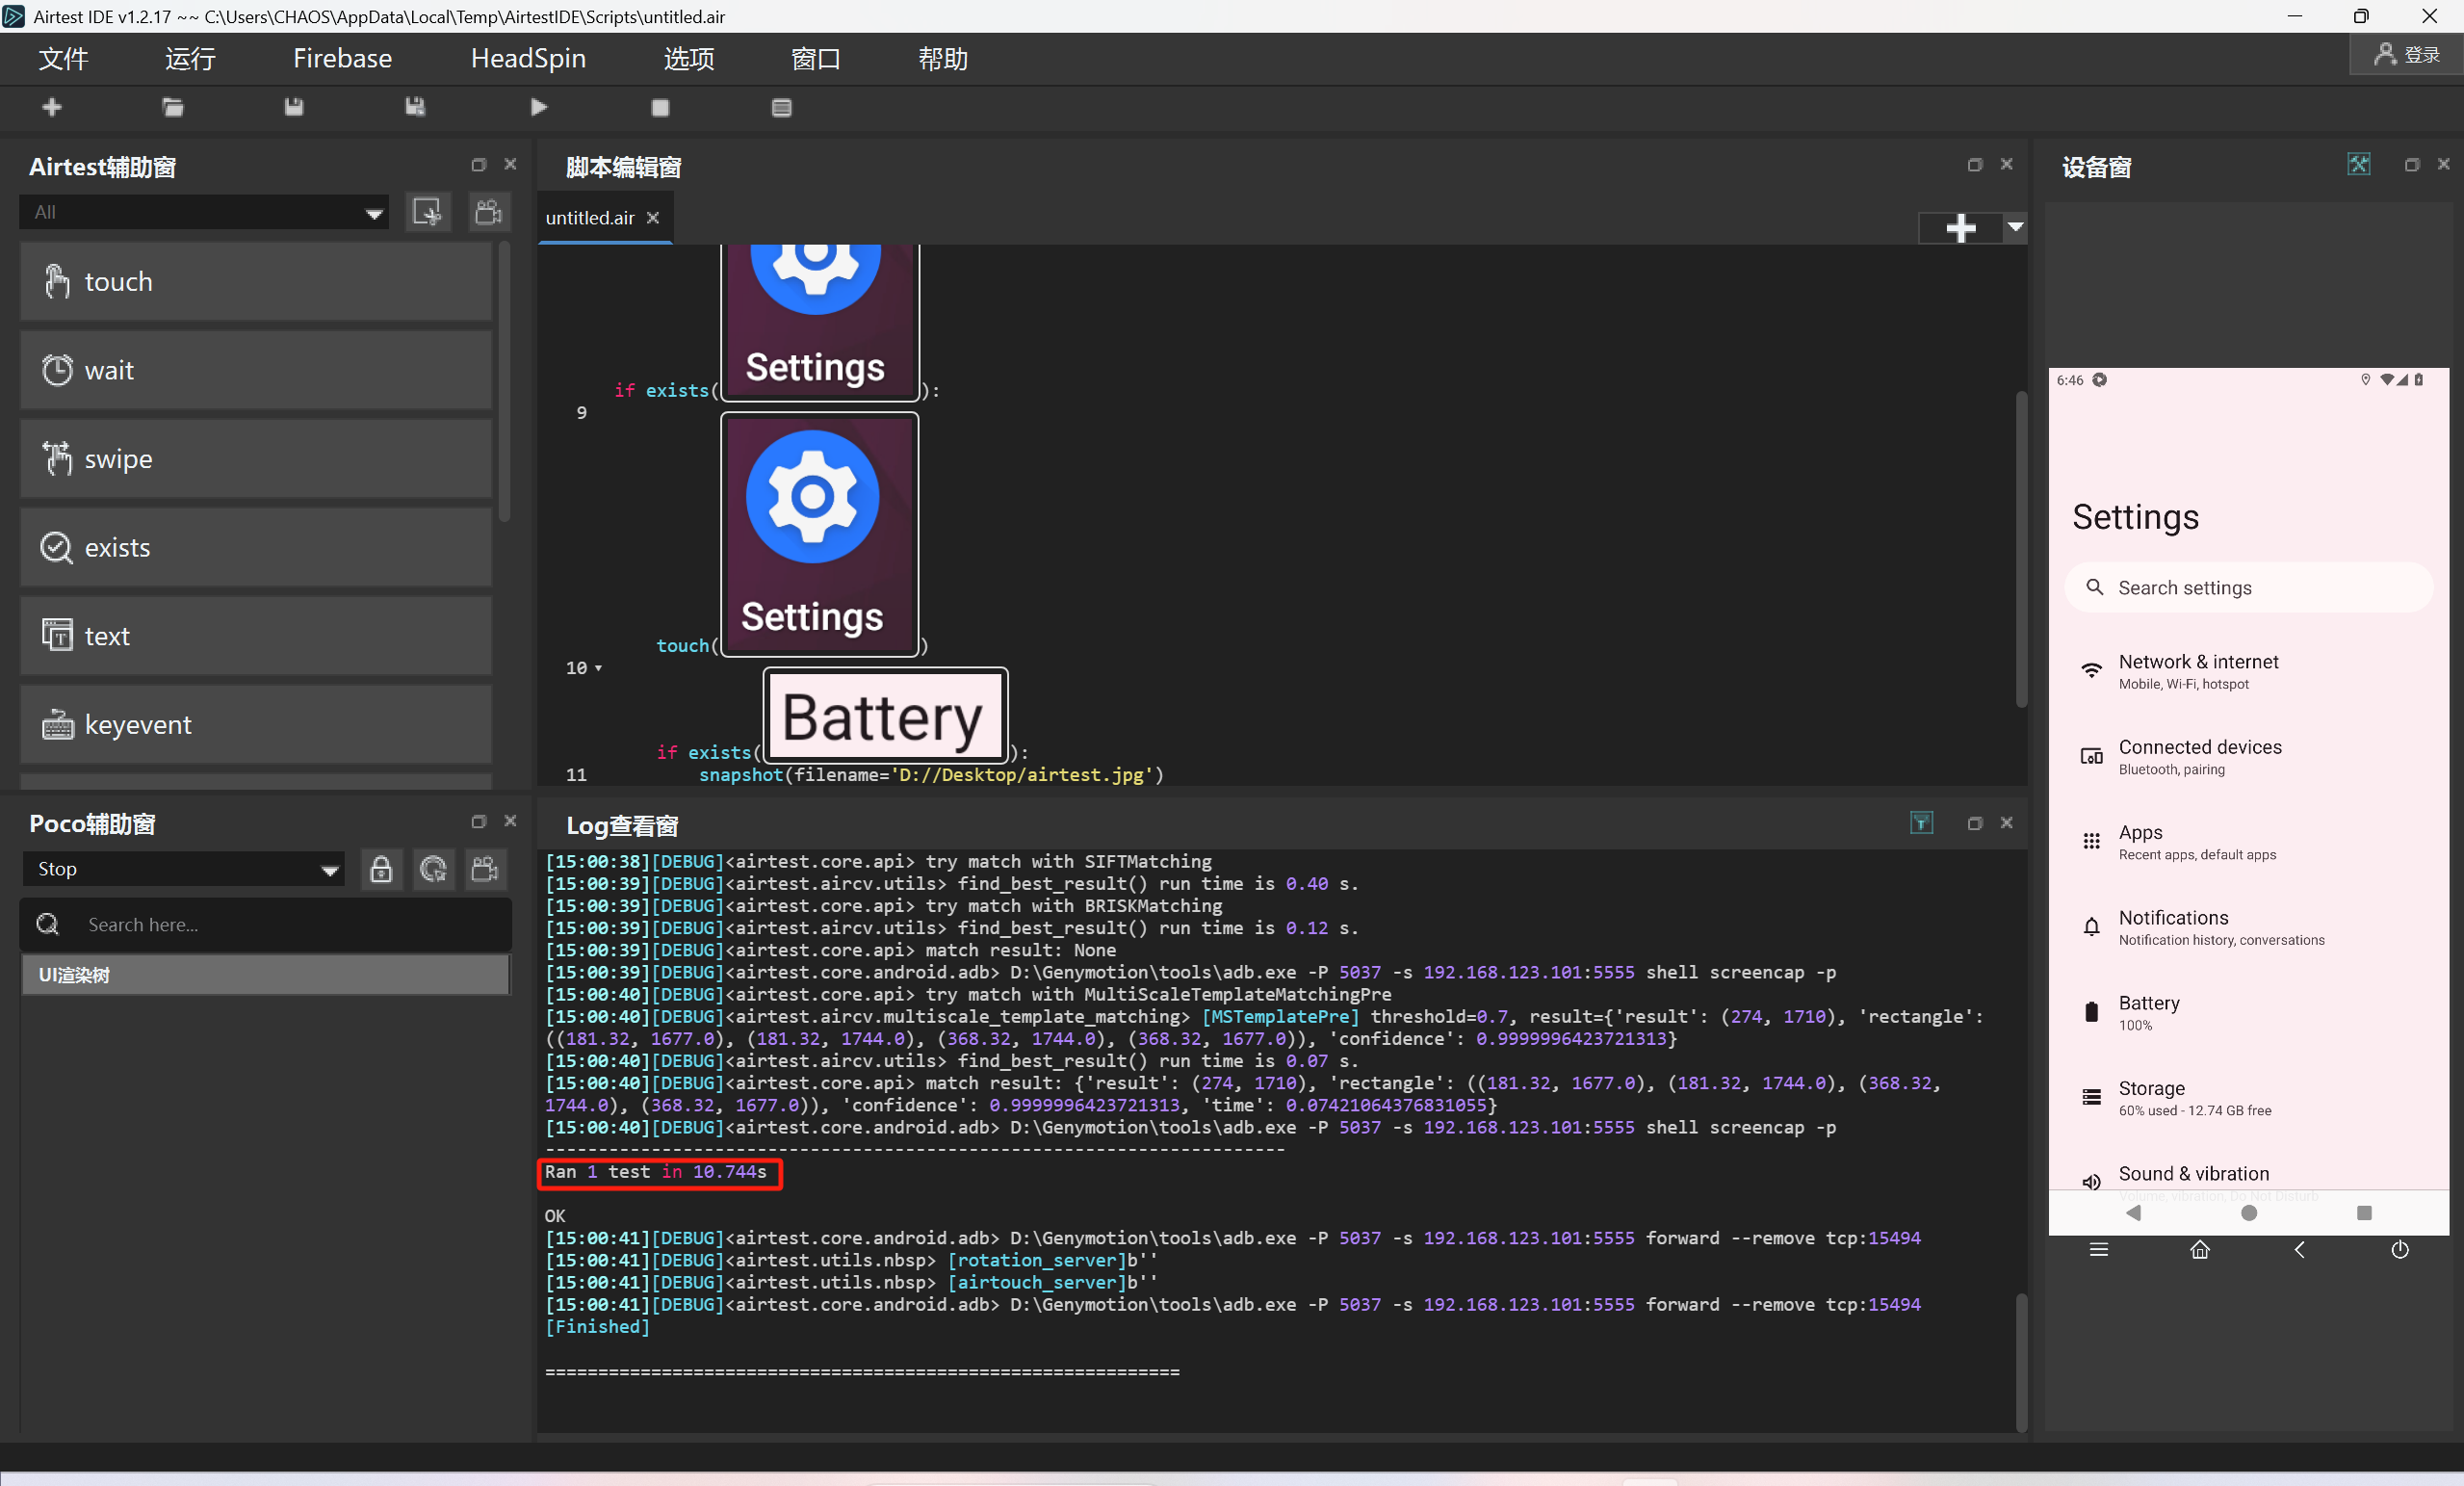 Airtest IDE v1.2.17 ~~ C:\Users\CHAOS\AppData\Local\Temp\AirtestIDE\Scripts\untitled.air
文件 运行 Firebase HeadSpin 选项 窗口 帮助
登录
Airtest辅助窗
All
touch
wait
swipe
exists
text
keyevent
Poco辅助窗
Stop
Search here...
UI渲染树
脚本编辑窗
untitled.air
Settings
if exists( ):
9
Settings
touch( )
10
Battery
if exists( ):
11 snapshot(filename='D://Desktop/airtest.jpg')
Log查看窗
[15:00:38][DEBUG]<airtest.core.api> try match with SIFTMatching
[15:00:39][DEBUG]<airtest.aircv.utils> find_best_result() run time is 0.40 s.
[15:00:39][DEBUG]<airtest.core.api> try match with BRISKMatching
[15:00:39][DEBUG]<airtest.aircv.utils> find_best_result() run time is 0.12 s.
[15:00:39][DEBUG]<airtest.core.api> match result: None
[15:00:39][DEBUG]<airtest.core.android.adb> D:\Genymotion\tools\adb.exe -P 5037 -s 192.168.123.101:5555 shell screencap -p
[15:00:40][DEBUG]<airtest.core.api> try match with MultiScaleTemplateMatchingPre
[15:00:40][DEBUG]<airtest.aircv.multiscale_template_matching> [MSTemplatePre] threshold=0.7, result={'result': (274, 1710), 'rectangle':
((181.32, 1677.0), (181.32, 1744.0), (368.32, 1744.0), (368.32, 1677.0)), 'confidence': 0.9999996423721313}
[15:00:40][DEBUG]<airtest.aircv.utils> find_best_result() run time is 0.07 s.
[15:00:40][DEBUG]<airtest.core.api> match result: {'result': (274, 1710), 'rectangle': ((181.32, 1677.0), (181.32, 1744.0), (368.32,
1744.0), (368.32, 1677.0)), 'confidence': 0.9999996423721313, 'time': 0.07421064376831055}
[15:00:40][DEBUG]<airtest.core.android.adb> D:\Genymotion\tools\adb.exe -P 5037 -s 192.168.123.101:5555 shell screencap -p
----------------------------------------------------------------------
Ran 1 test in 10.744s
OK
[15:00:41][DEBUG]<airtest.core.android.adb> D:\Genymotion\tools\adb.exe -P 5037 -s 192.168.123.101:5555 forward --remove tcp:15494
[15:00:41][DEBUG]<airtest.utils.nbsp> [rotation_server]b''
[15:00:41][DEBUG]<airtest.utils.nbsp> [airtouch_server]b''
[15:00:41][DEBUG]<airtest.core.android.adb> D:\Genymotion\tools\adb.exe -P 5037 -s 192.168.123.101:5555 forward --remove tcp:15494
[Finished]
============================================================
设备窗
6:46
Settings
Search settings
Network & internet
Mobile, Wi-Fi, hotspot
Connected devices
Bluetooth, pairing
Apps
Recent apps, default apps
Notifications
Notification history, conversations
Battery
100%
Storage
60% used - 12.74 GB free
Sound & vibration
Volume, vibration, Do Not Disturb